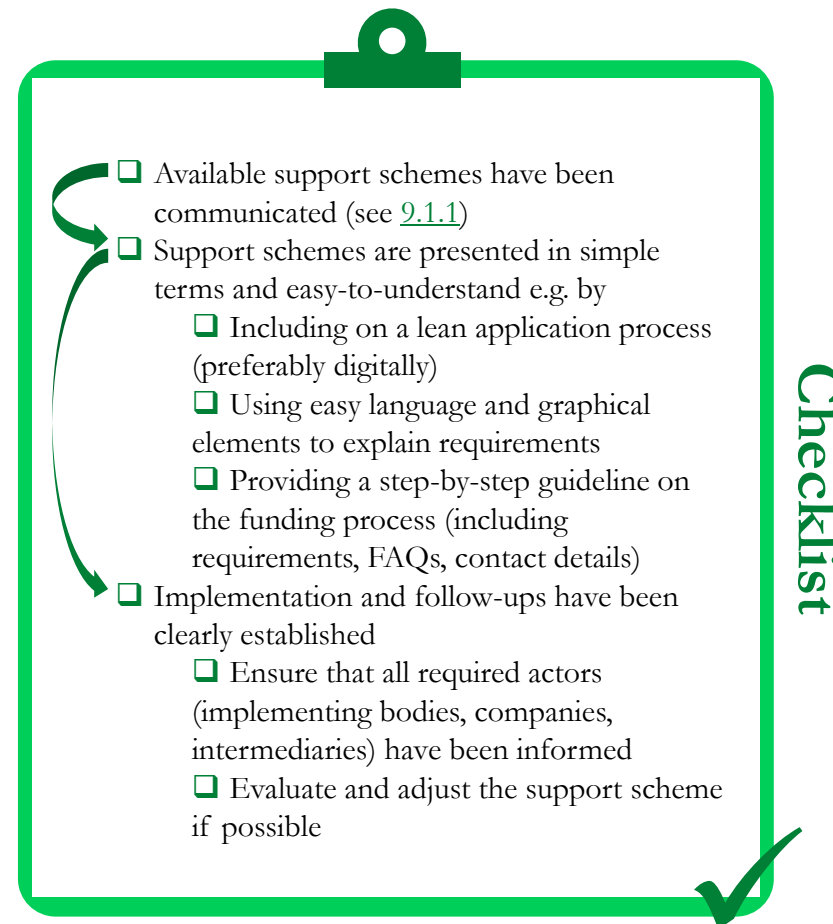 ❑ Available support schemes have been
communicated (see 9.1.1)
❑ Support schemes are presented in simple
terms and easy-to-understand e.g. by
❑ Including on a lean application process
(preferably digitally)
❑ Using easy language and graphical
elements to explain requirements
❑ Providing a step-by-step guideline on
the funding process (including
requirements, FAQs, contact details)
❑ Implementation and follow-ups have been
clearly established
❑ Ensure that all required actors
(implementing bodies, companies,
intermediaries) have been informed
❑ Evaluate and adjust the support scheme
if possible
Checklist